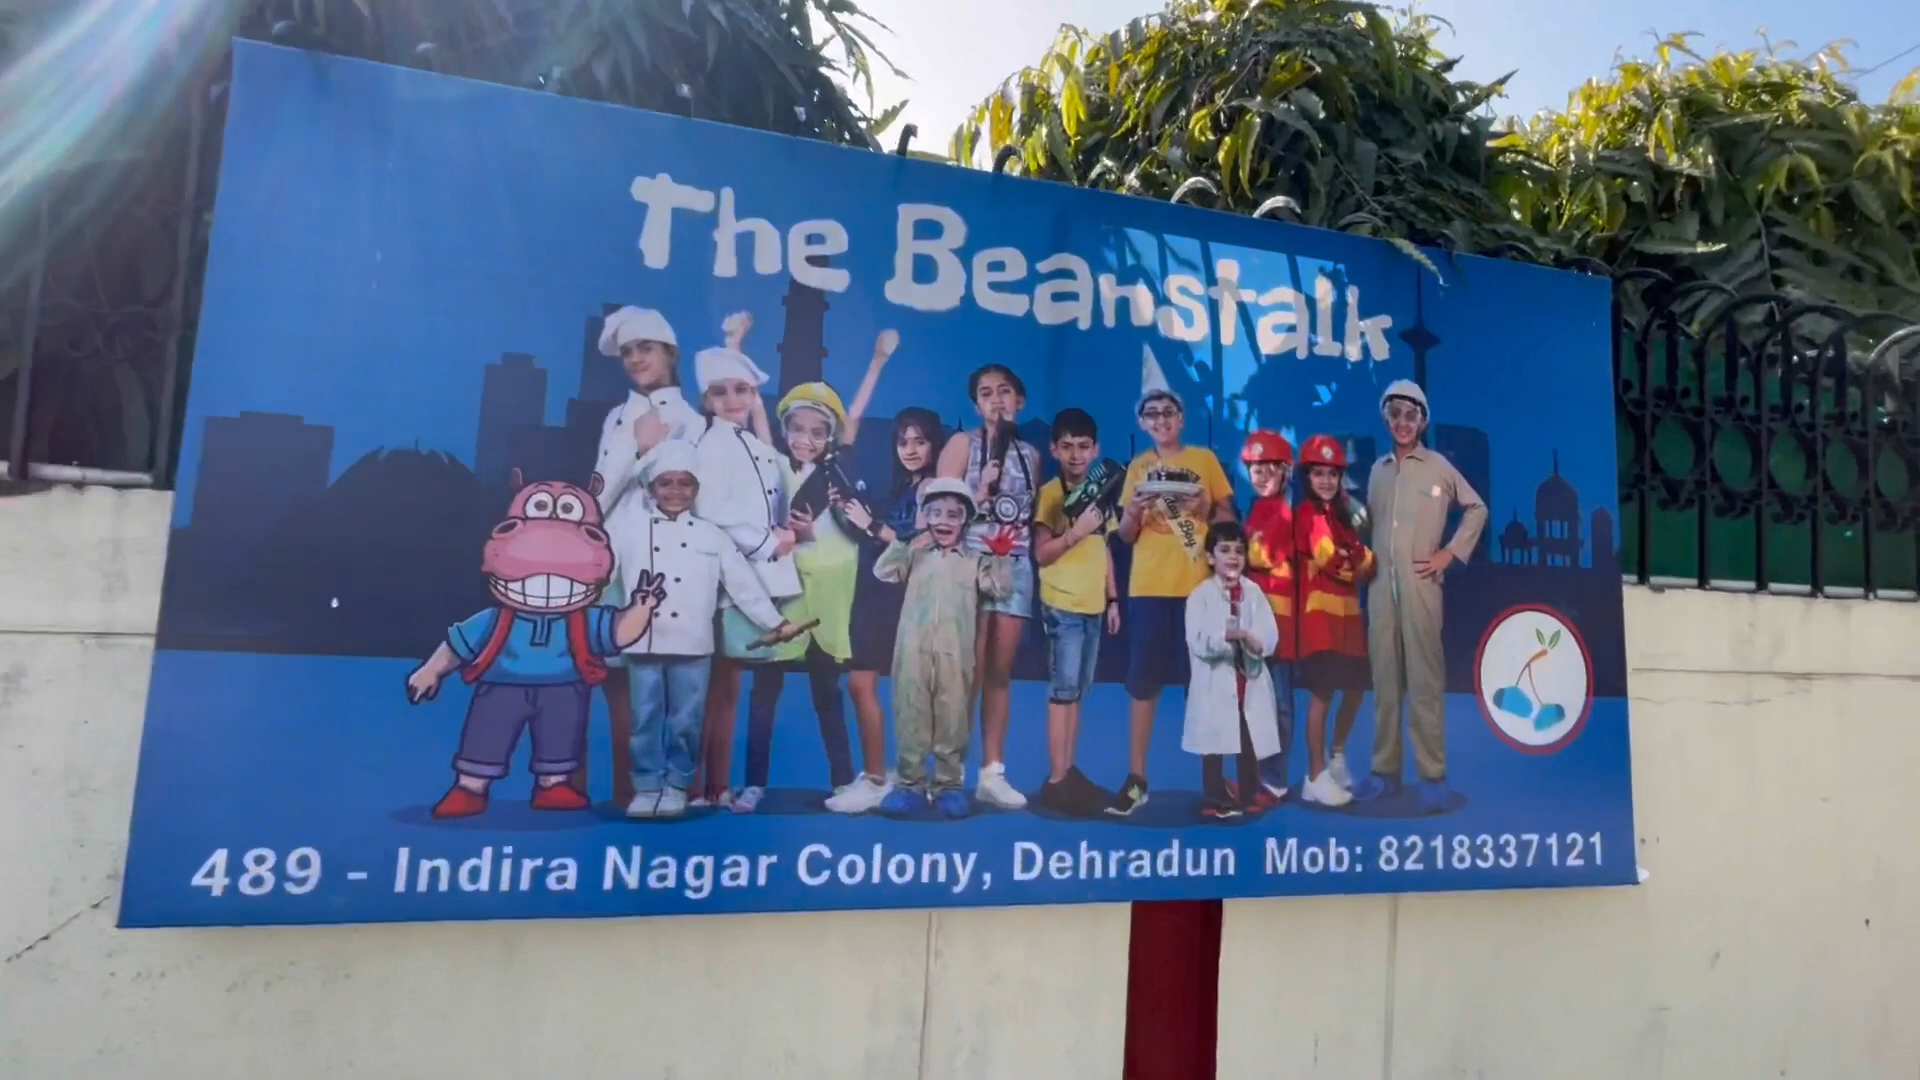 The Beanstalk
489 - Indira Nagar Colony, Dehradun Mob: 8218337121